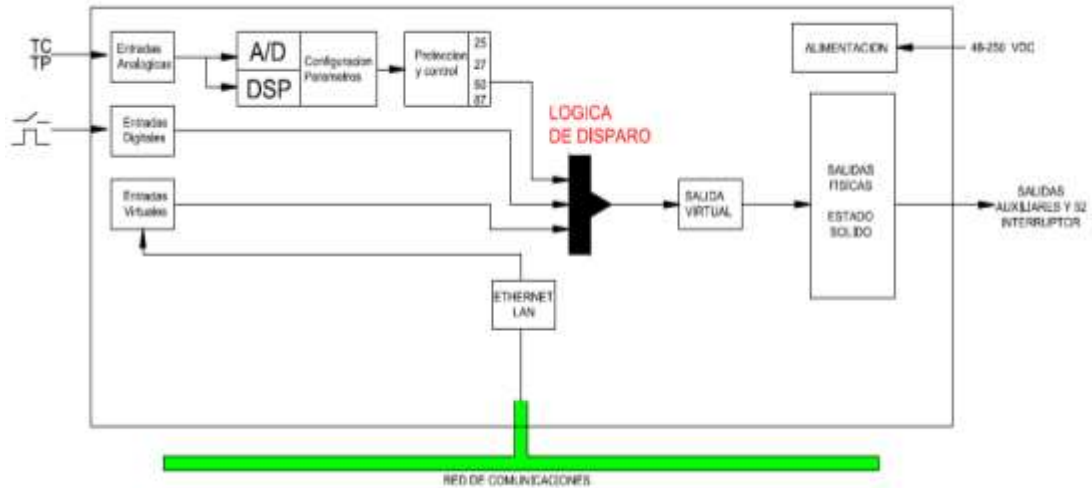 TC
TP
Entradas
Analógicas
A/D
DSP
Configuracion
Parametros
Proteccion
y control
25
27
50
87
ALIMENTACION
48-250 VDC
Entradas
Digitales
LOGICA
DE DISPARO
Entradas
Virtuales
SALIDA
VIRTUAL
SALIDAS
FISICAS
ESTADO
SOLIDO
SALIDAS
AUXILIARES Y 52
INTERRUPTOR
ETHERNET
LAN
RED DE COMUNICACIONES